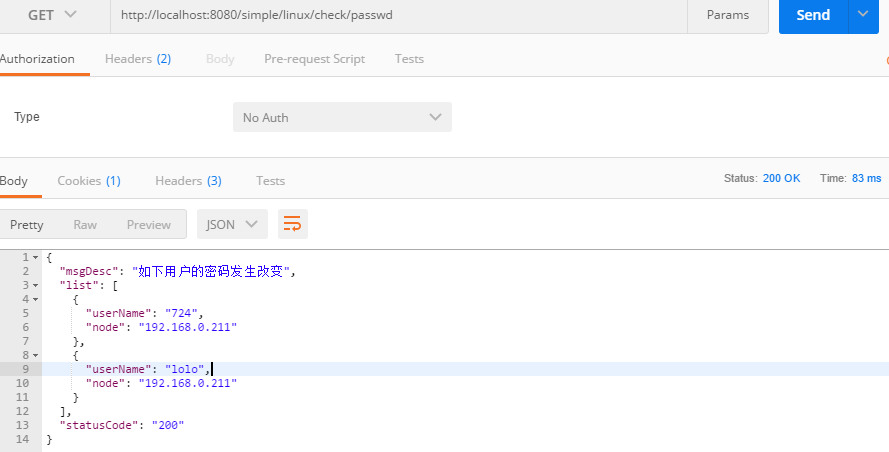 GET http://localhost:8080/simple/linux/check/passwd Params Send
Authorization Headers (2) Body Pre-request Script Tests
Type No Auth
Body Cookies (1) Headers (3) Tests Status: 200 OK Time: 83 ms
Pretty Raw Preview JSON
1 {
2 "msgDesc": "如下用户的密码发生改变",
3 "list": [
4 {
5 "userName": "724",
6 "node": "192.168.0.211"
7 },
8 {
9 "userName": "lolo",
10 "node": "192.168.0.211"
11 }
12 ],
13 "statusCode": "200"
14 }